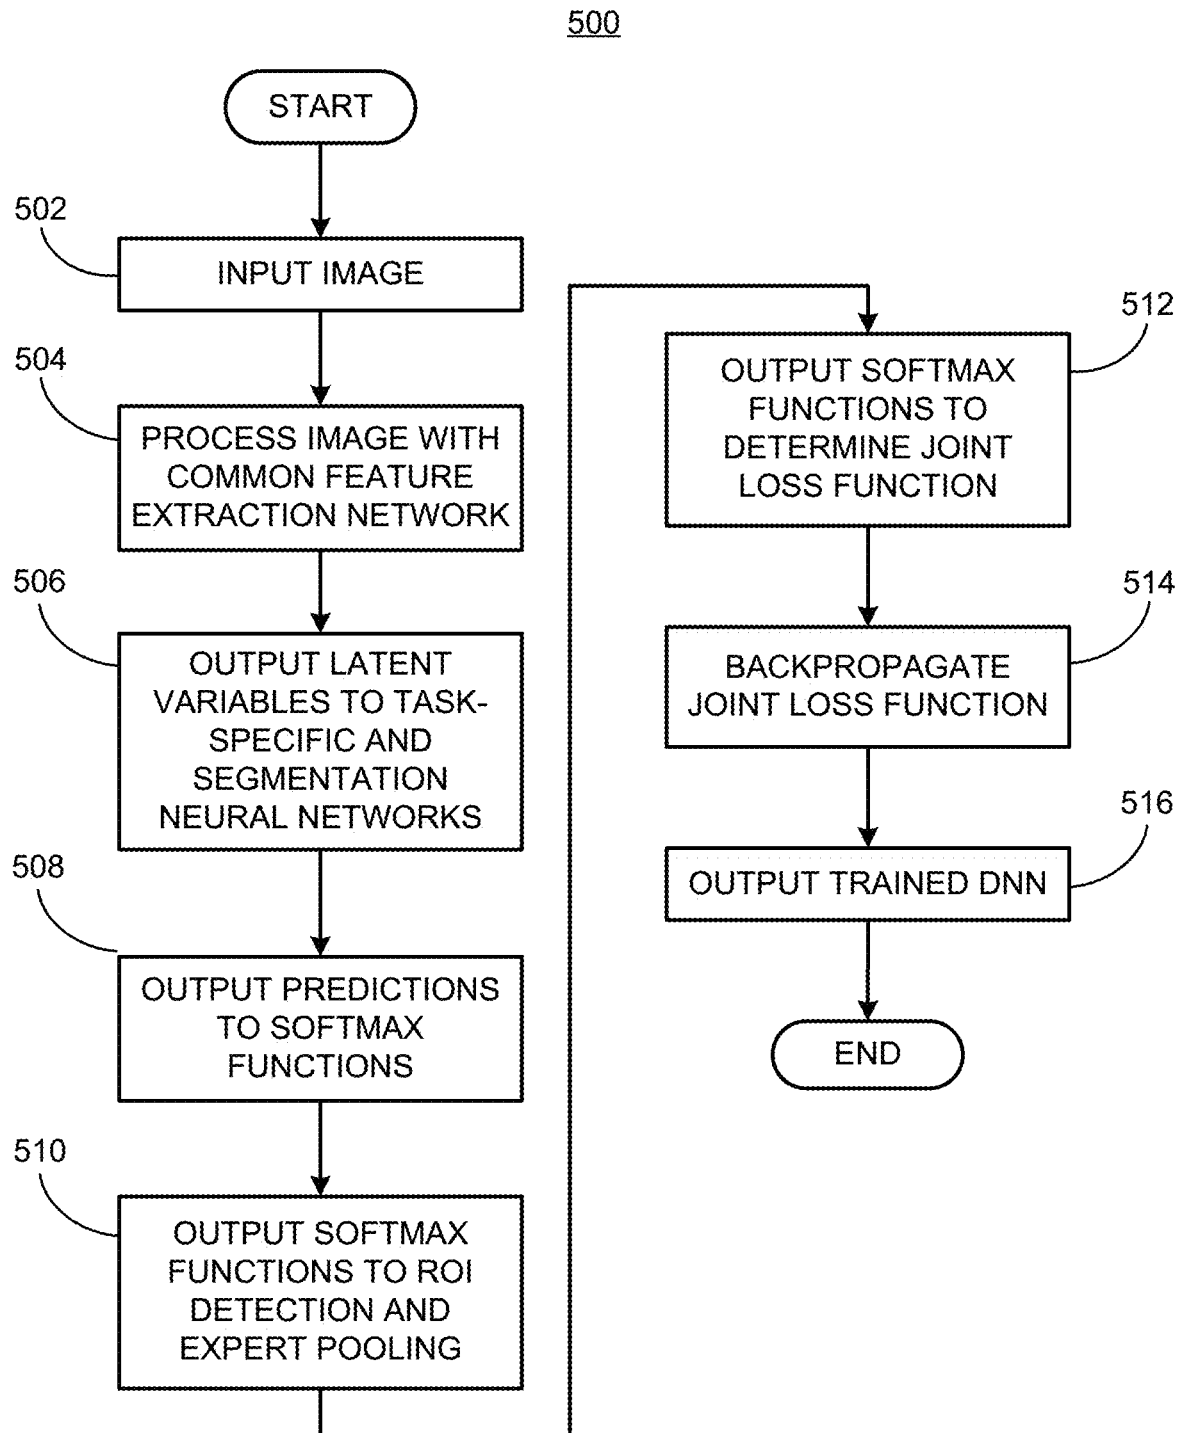 500
START
502
INPUT IMAGE
504
PROCESS IMAGE WITH
COMMON FEATURE
EXTRACTION NETWORK
506
OUTPUT LATENT
VARIABLES TO TASK-
SPECIFIC AND
SEGMENTATION
NEURAL NETWORKS
508
OUTPUT PREDICTIONS
TO SOFTMAX
FUNCTIONS
510
OUTPUT SOFTMAX
FUNCTIONS TO ROI
DETECTION AND
EXPERT POOLING
512
OUTPUT SOFTMAX
FUNCTIONS TO
DETERMINE JOINT
LOSS FUNCTION
514
BACKPROPAGATE
JOINT LOSS FUNCTION
516
OUTPUT TRAINED DNN
END